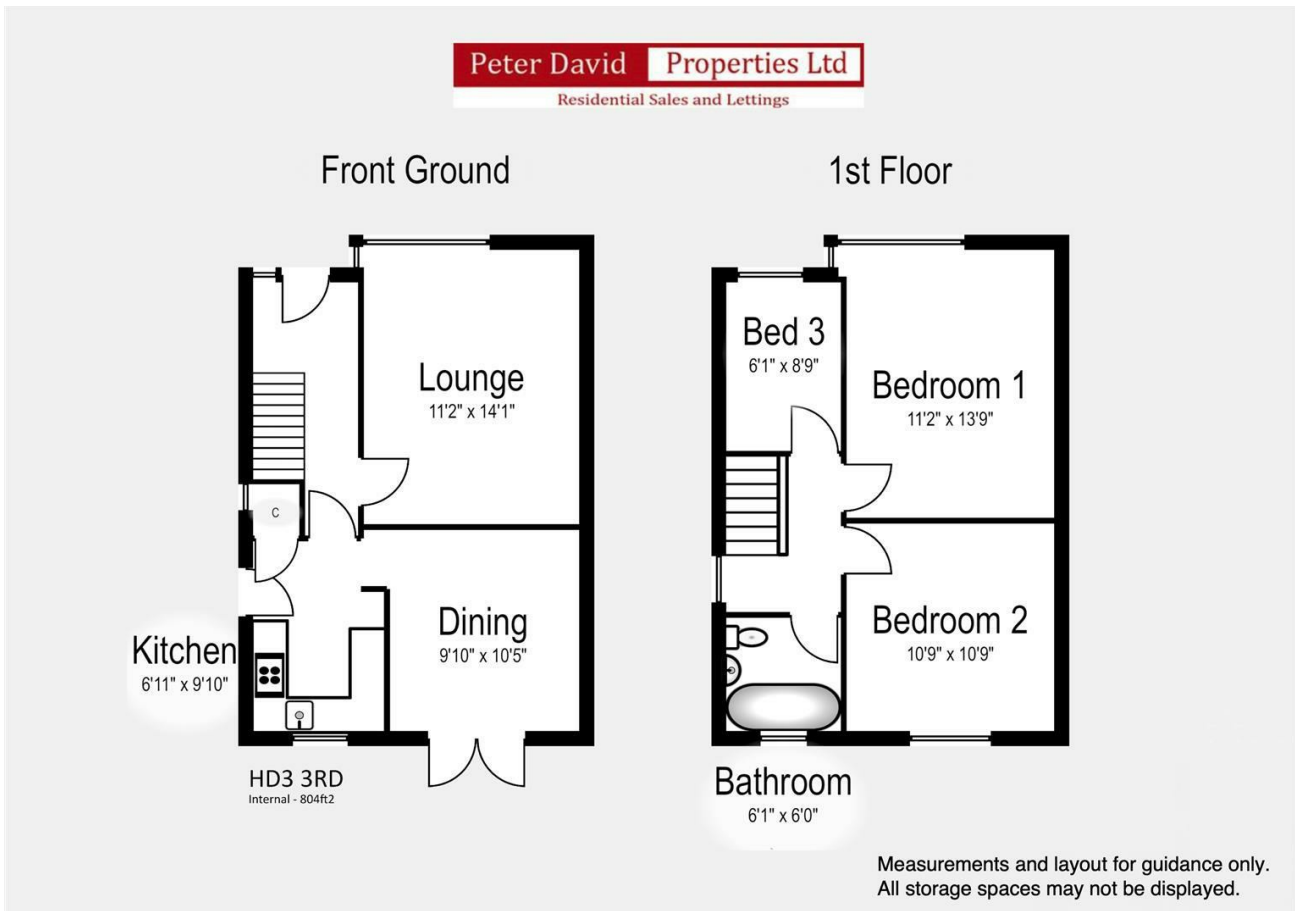 Peter David Properties Ltd
Residential Sales and Lettings
Front Ground
Lounge
11'2" x 14'1"
C
Dining
9'10" x 10'5"
Kitchen
6'11" x 9'10"
HD3 3RD
Internal - 804ft2
1st Floor
Bed 3
6'1" x 8'9"
Bedroom 1
11'2" x 13'9"
Bedroom 2
10'9" x 10'9"
Bathroom
6'1" x 6'0"
Measurements and layout for guidance only.
All storage spaces may not be displayed.